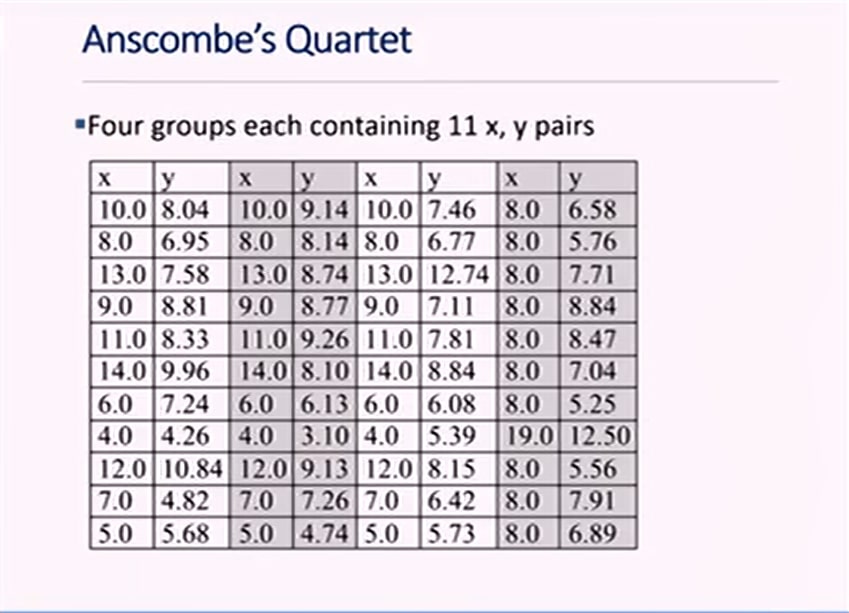 Anscombe's Quartet
Four groups each containing 11 x, y pairs
x y x y x y x y
10.0 8.04 10.0 9.14 10.0 7.46 8.0 6.58
8.0 6.95 8.0 8.14 8.0 6.77 8.0 5.76
13.0 7.58 13.0 8.74 13.0 12.74 8.0 7.71
9.0 8.81 9.0 8.77 9.0 7.11 8.0 8.84
11.0 8.33 11.0 9.26 11.0 7.81 8.0 8.47
14.0 9.96 14.0 8.10 14.0 8.84 8.0 7.04
6.0 7.24 6.0 6.13 6.0 6.08 8.0 5.25
4.0 4.26 4.0 3.10 4.0 5.39 19.0 12.50
12.0 10.84 12.0 9.13 12.0 8.15 8.0 5.56
7.0 4.82 7.0 7.26 7.0 6.42 8.0 7.91
5.0 5.68 5.0 4.74 5.0 5.73 8.0 6.89